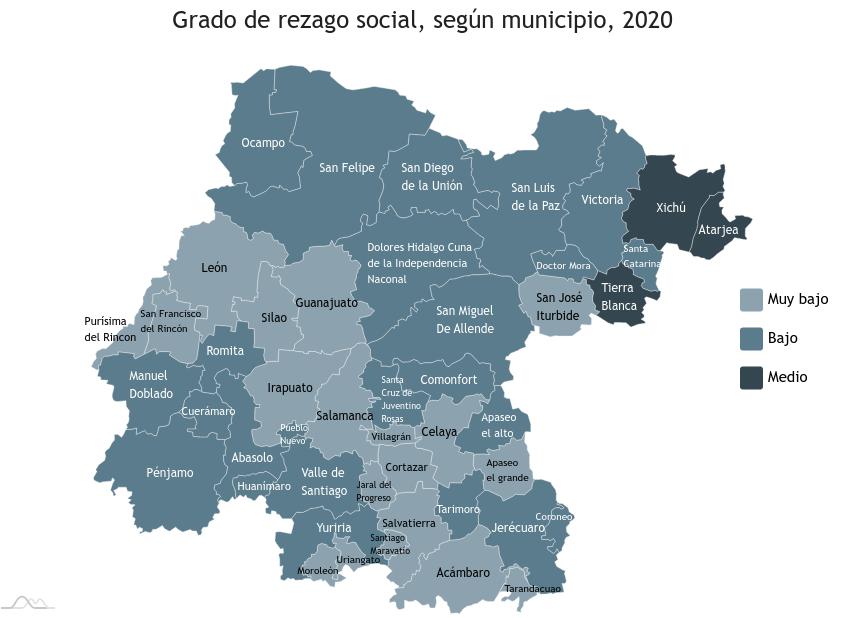 Grado de rezago social, según municipio, 2020
Ocampo
San Felipe
San Diego
de la Unión
San Luis
de la Paz
Victoria
Xichú
Atarjea
Dolores Hidalgo Cuna
de la Independencia
Naconal
Santa
Catarina
Doctor Mora
Tierra
Blanca
San José
Iturbide
León
Guanajuato
San Miguel
De Allende
Silao
San Francisco
del Rincón
Purísima
del Rincon
Romita
Muy bajo
Bajo
Medio
Manuel
Doblado
Irapuato
Santa
Cruz de
Juventino
Rosas
Comonfort
Cuerámaro
Salamanca
Celaya
Apaseo
el alto
Pueblo
Nuevo
Villagrán
Pénjamo
Abasolo
Valle de
Santiago
Cortazar
Apaseo
el grande
Huanimaro
Jaral del
Progreso
Tarimoro
Coroneo
Yuriria
Salvatierra
Jerécuaro
Santiago
Maravatío
Uriangato
Moroleón
Acámbaro
Tarandacuao